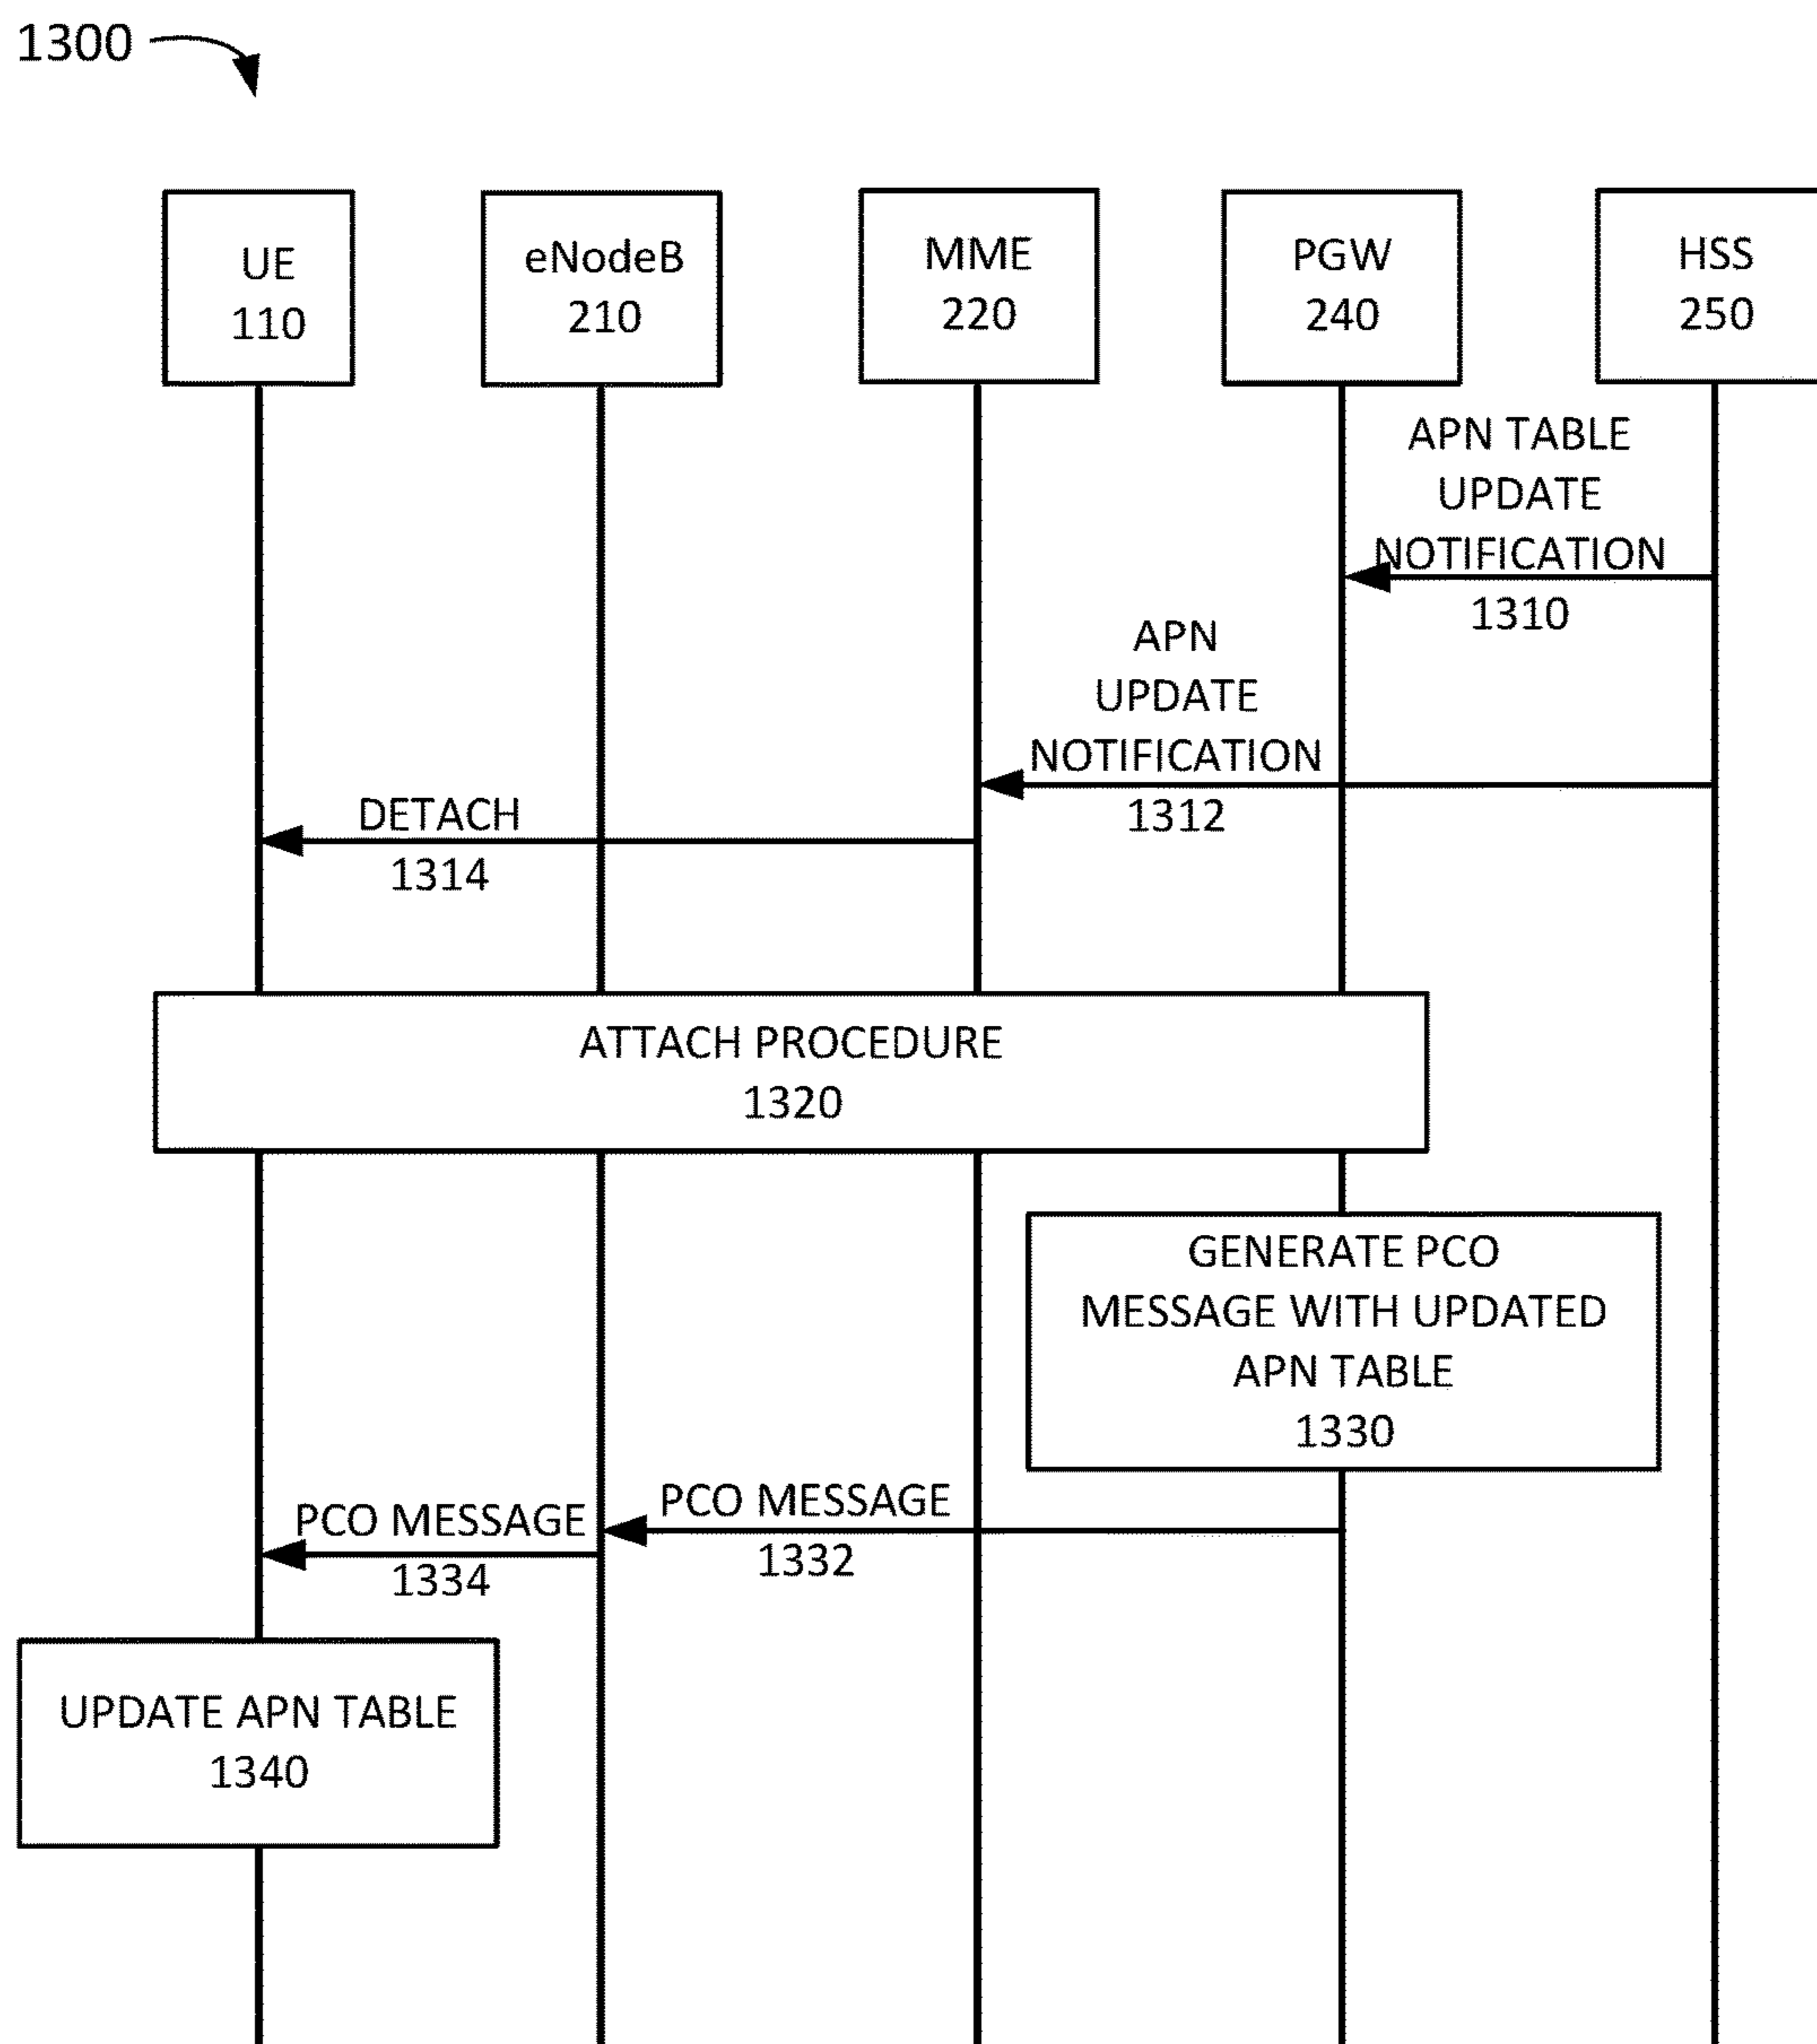 1300
UE
110
eNodeB
210
MME
220
PGW
240
HSS
250
APN TABLE
UPDATE
NOTIFICATION
1310
APN
UPDATE
NOTIFICATION
1312
DETACH
1314
ATTACH PROCEDURE
1320
GENERATE PCO
MESSAGE WITH UPDATED
APN TABLE
1330
PCO MESSAGE
1332
PCO MESSAGE
1334
UPDATE APN TABLE
1340